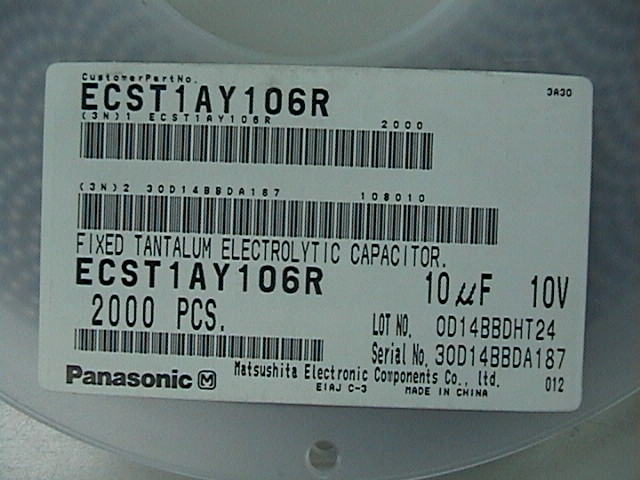 CustomerPartNo.
ECST1AY106R 3A30
(3N)1 ECST1AY106R 2000
(3N)2 30D14BBDA187 108010
FIXED TANTALUM ELECTROLYTIC CAPACITOR.
ECST1AY106R 10μF 10V
2000 PCS. LOT NO. 0D14BBDHT24
Serial No. 30D14BBDA187
Panasonic M Matsushita Electronic Components Co., ltd. 012
EIAJ C-3 MADE IN CHINA